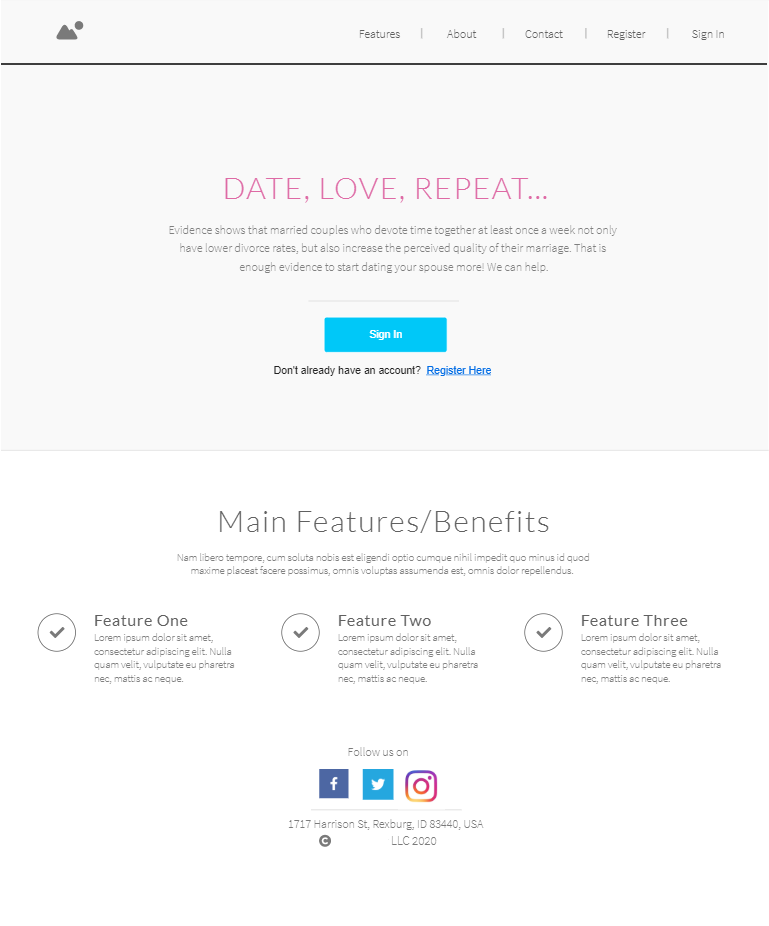 Features | About | Contact | Register | Sign In
DATE, LOVE, REPEAT...
Evidence shows that married couples who devote time together at least once a week not only
have lower divorce rates, but also increase the perceived quality of their marriage. That is
enough evidence to start dating your spouse more! We can help.
Sign In
Don't already have an account? Register Here
Main Features/Benefits
Nam libero tempore, cum soluta nobis est eligendi optio cumque nihil impedit quo minus id quod
maxime placeat facere possimus, omnis voluptas assumenda est, omnis dolor repellendus.
Feature One
Lorem ipsum dolor sit amet,
consectetur adipiscing elit. Nulla
quam velit, vulputate eu pharetra
nec, mattis ac neque.
Feature Two
Lorem ipsum dolor sit amet,
consectetur adipiscing elit. Nulla
quam velit, vulputate eu pharetra
nec, mattis ac neque.
Feature Three
Lorem ipsum dolor sit amet,
consectetur adipiscing elit. Nulla
quam velit, vulputate eu pharetra
nec, mattis ac neque.
Follow us on
1717 Harrison St, Rexburg, ID 83440, USA
© LLC 2020